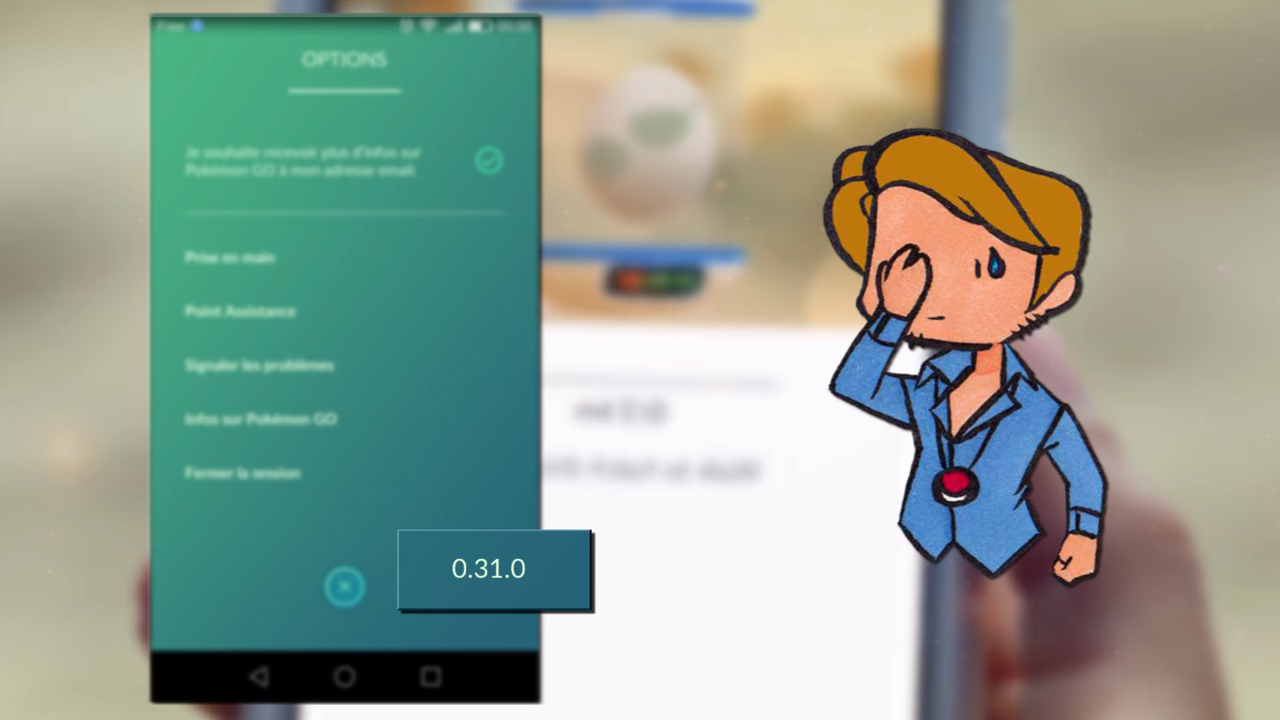 OPTIONS
Je souhaite recevoir plus d'infos sur
Pokémon GO à mon adresse email.
Prise en main
Point Assistance
Signaler les problèmes
Infos sur Pokémon GO
Fermer la session
0.31.0